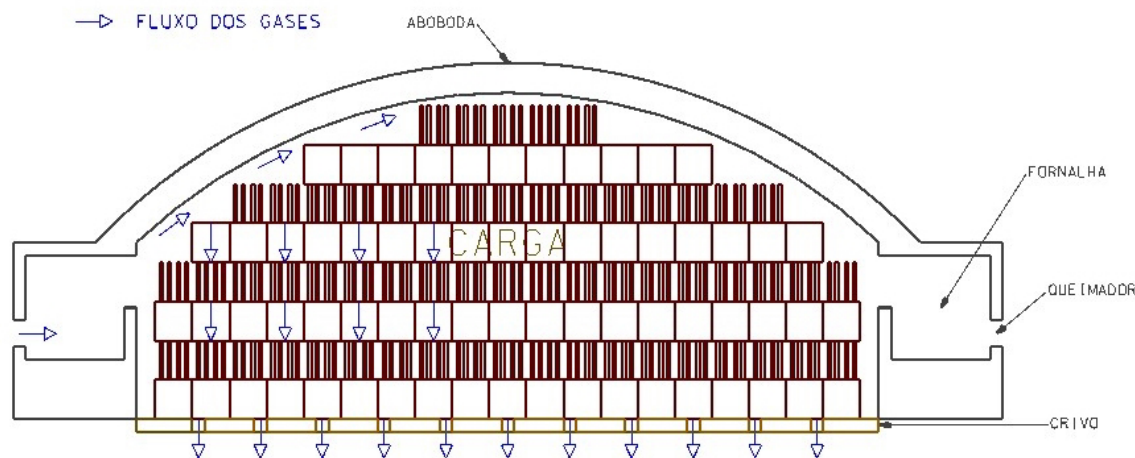 FLUXO DOS GASES
ABOBODA
FORNALHA
CARGA
QUEIMADOR
CRIVO